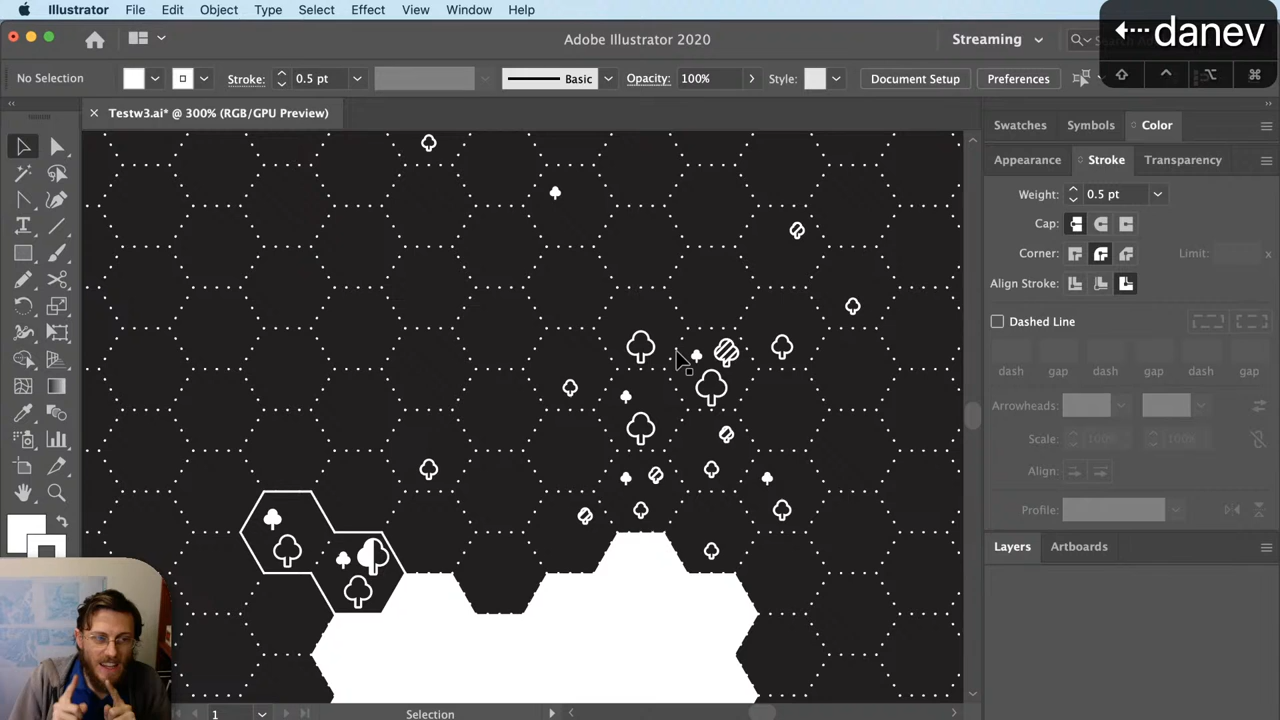 Illustrator File Edit Object Type Select Effect View Window Help
danev
Adobe Illustrator 2020
Streaming
No Selection
Stroke: 0.5 pt
Basic
Opacity: 100%
Style:
Document Setup
Preferences
Testw3.ai* @ 300% (RGB/GPU Preview)
Swatches Symbols Color
Appearance Stroke Transparency
Weight: 0.5 pt
Cap:
Corner: Limit: x
Align Stroke:
Dashed Line
dash gap dash gap dash gap
Arrowheads:
Scale: 100% 100%
Align:
Profile:
Layers Artboards
1 Selection